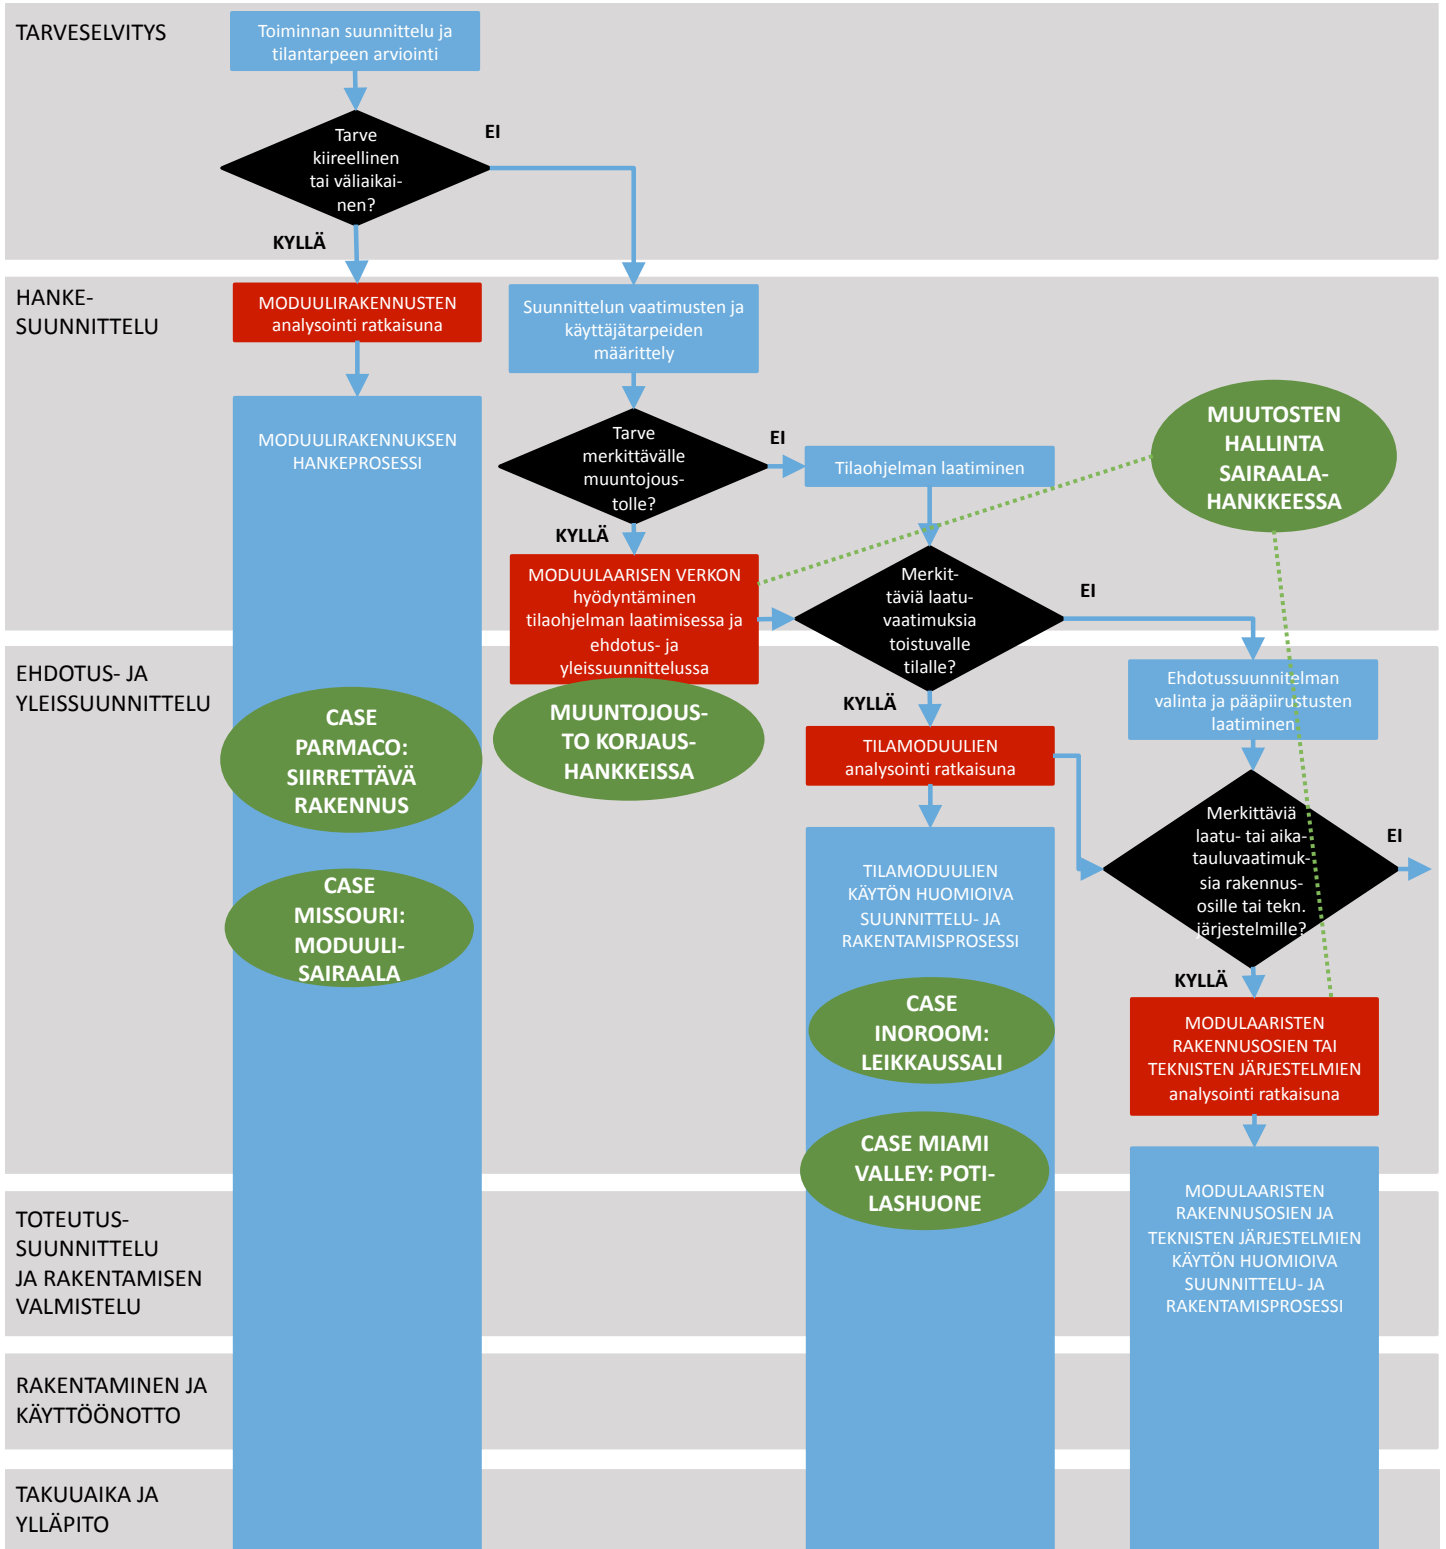 TARVESELVITYS
Toiminnan suunnittelu ja
tilantarpeen arviointi
Tarve
kiireellinen
tai väliaikai-
nen?
EI
KYLLÄ
HANKE-
SUUNNITTELU
MODUULIRAKENNUSTEN
analysointi ratkaisuna
Suunnittelun vaatimusten ja
käyttäjätarpeiden
määrittely
MODUULIRAKENNUKSEN
HANKEPROSESSI
Tarve
merkittävälle
muuntojous-
tolle?
EI
KYLLÄ
Tilaohjelman laatiminen
MUUTOSTEN
HALLINTA
SAIRAALA-
HANKKEESSA
MODUULAARISEN VERKON
hyödyntäminen
tilaohjelman laatimisessa ja
ehdotus- ja
yleissuunnittelussa
Merkit-
täviä laatu-
vaatimuksia
toistuvalle
tilalle?
EI
KYLLÄ
EHDOTUS- JA
YLEISSUUNNITTELU
Ehdotussuunnitelman
valinta ja pääpiirustusten
laatiminen
CASE
PARMACO:
SIIRRETTÄVÄ
RAKENNUS
MUUNTOJOUS-
TO KORJAUS-
HANKKEISSA
TILAMODUULIEN
analysointi ratkaisuna
Merkittäviä
laatu- tai aika-
tauluvaatimuk-
sia rakennus-
osille tai tekn.
järjestelmille?
EI
KYLLÄ
CASE
MISSOURI:
MODUULI-
SAIRAALA
TILAMODUULIEN
KÄYTÖN HUOMIOIVA
SUUNNITTELU- JA
RAKENTAMISPROSESSI
CASE
INOROOM:
LEIKKAUSSALI
MODULAARISTEN
RAKENNUSOSIEN TAI
TEKNISTEN JÄRJESTELMIEN
analysointi ratkaisuna
CASE MIAMI
VALLEY: POTI-
LASHUONE
MODULAARISTEN
RAKENNUSOSIEN JA
TEKNISTEN JÄRJESTELMIEN
KÄYTÖN HUOMIOIVA
SUUNNITTELU- JA
RAKENTAMISPROSESSI
TOTEUTUS-
SUUNNITTELU
JA RAKENTAMISEN
VALMISTELU
RAKENTAMINEN JA
KÄYTTÖÖNOTTO
TAKUUAIKA JA
YLLÄPITO